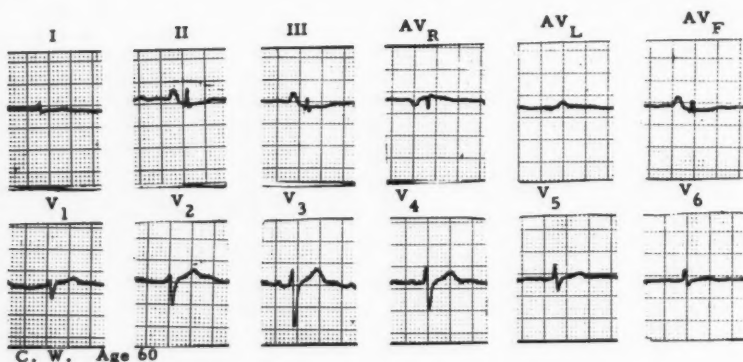 I II III AVR AVL AVF
V1 V2 V3 V4 V5 V6
C. W. Age 60